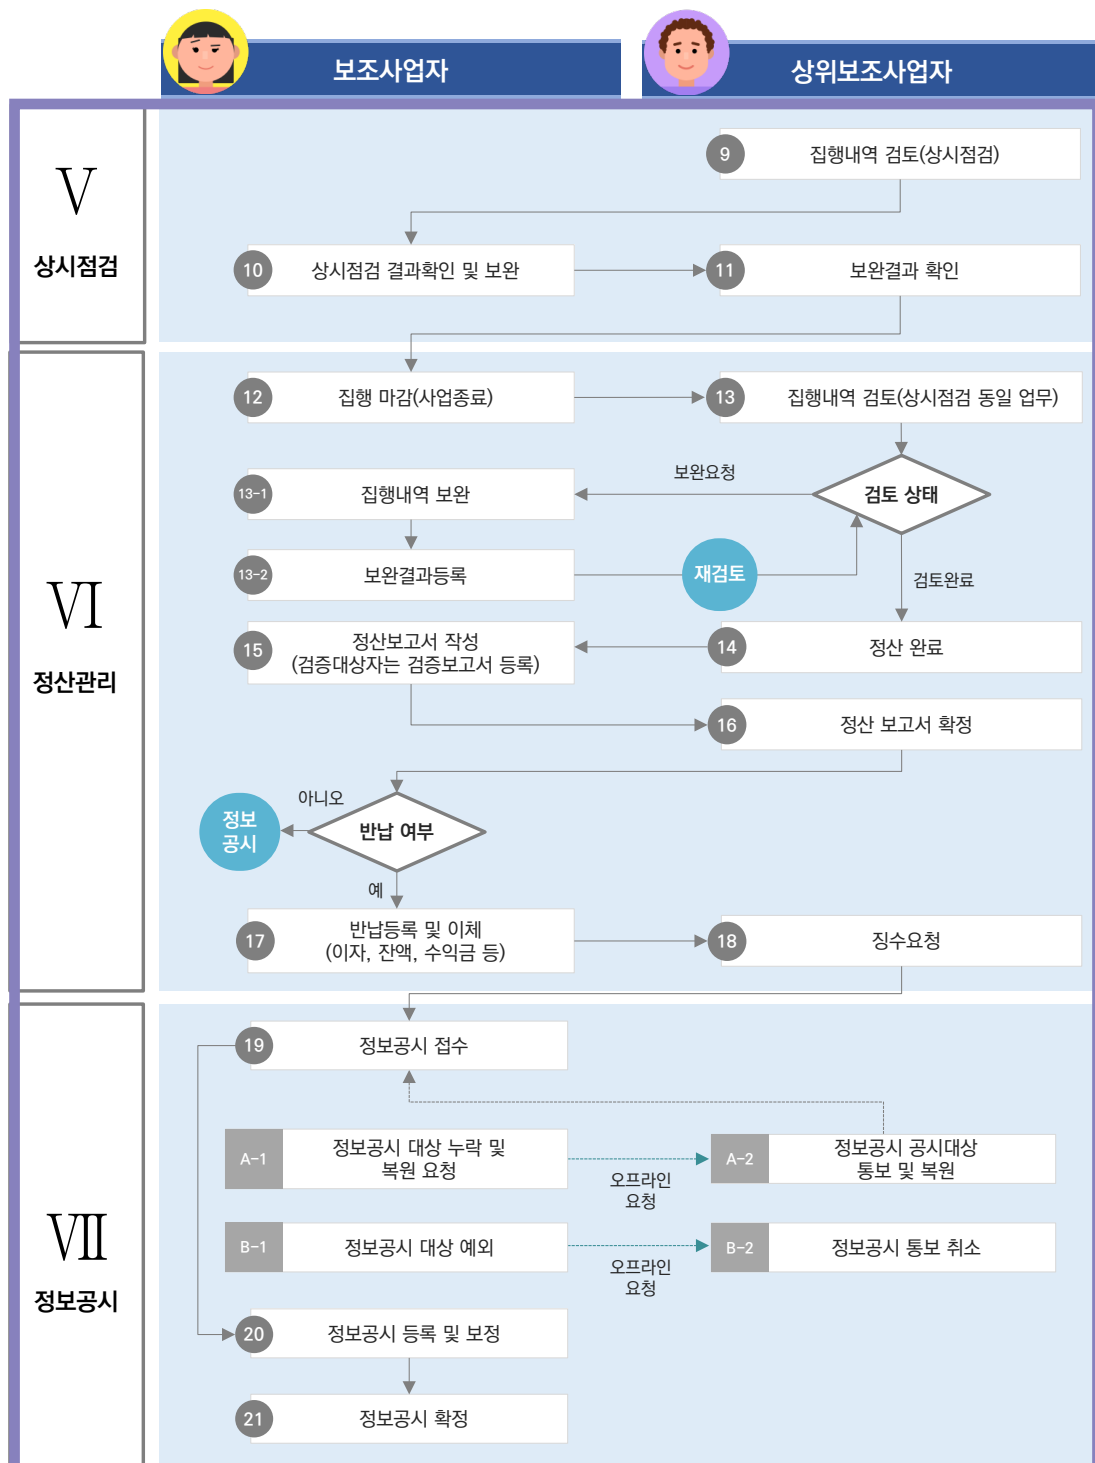 보조사업자
상위보조사업자
Ⅴ
상시점검
9
집행내역 검토(상시점검)
10
상시점검 결과확인 및 보완
11
보완결과 확인
Ⅵ
정산관리
12
집행 마감(사업종료)
13
집행내역 검토(상시점검 동일 업무)
보완요청
검토 상태
13-1
집행내역 보완
13-2
보완결과등록
재검토
검토완료
15
정산보고서 작성
(검증대상자는 검증보고서 등록)
14
정산 완료
16
정산 보고서 확정
아니오
정보
공시
반납 여부
예
17
반납등록 및 이체
(이자, 잔액, 수익금 등)
18
징수요청
Ⅶ
정보공시
19
정보공시 접수
A-1
정보공시 대상 누락 및
복원 요청
오프라인
요청
A-2
정보공시 공시대상
통보 및 복원
B-1
정보공시 대상 예외
오프라인
요청
B-2
정보공시 통보 취소
20
정보공시 등록 및 보정
21
정보공시 확정